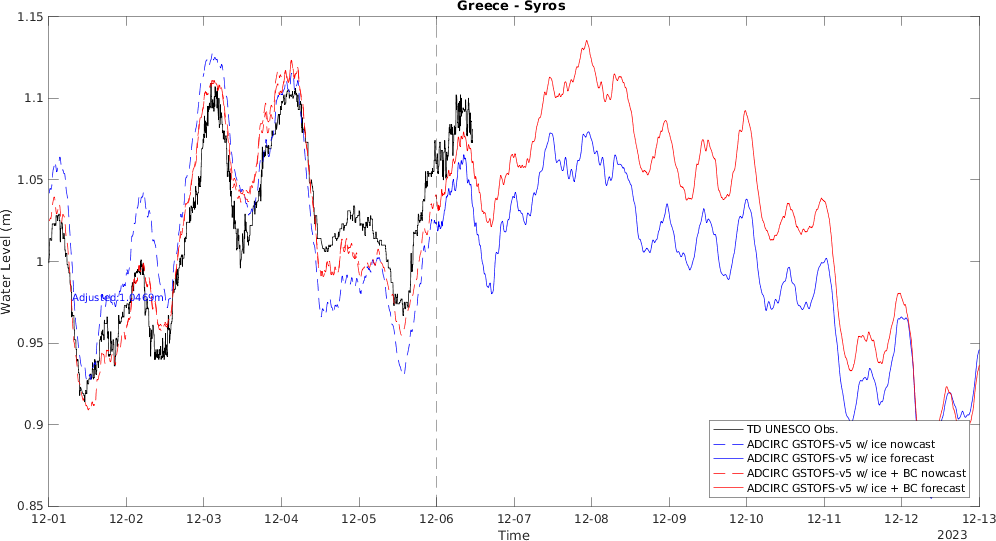 Greece - Syros
1.15
1.1
1.05
1
0.95
0.9
0.85
Water Level (m)
Adjusted:1.0469m
TD UNESCO Obs.
ADCIRC GSTOFS-v5 w/ ice nowcast
ADCIRC GSTOFS-v5 w/ ice forecast
ADCIRC GSTOFS-v5 w/ ice + BC nowcast
ADCIRC GSTOFS-v5 w/ ice + BC forecast
12-01 12-02 12-03 12-04 12-05 12-06 12-07 12-08 12-09 12-10 12-11 12-12 12-13
Time
2023